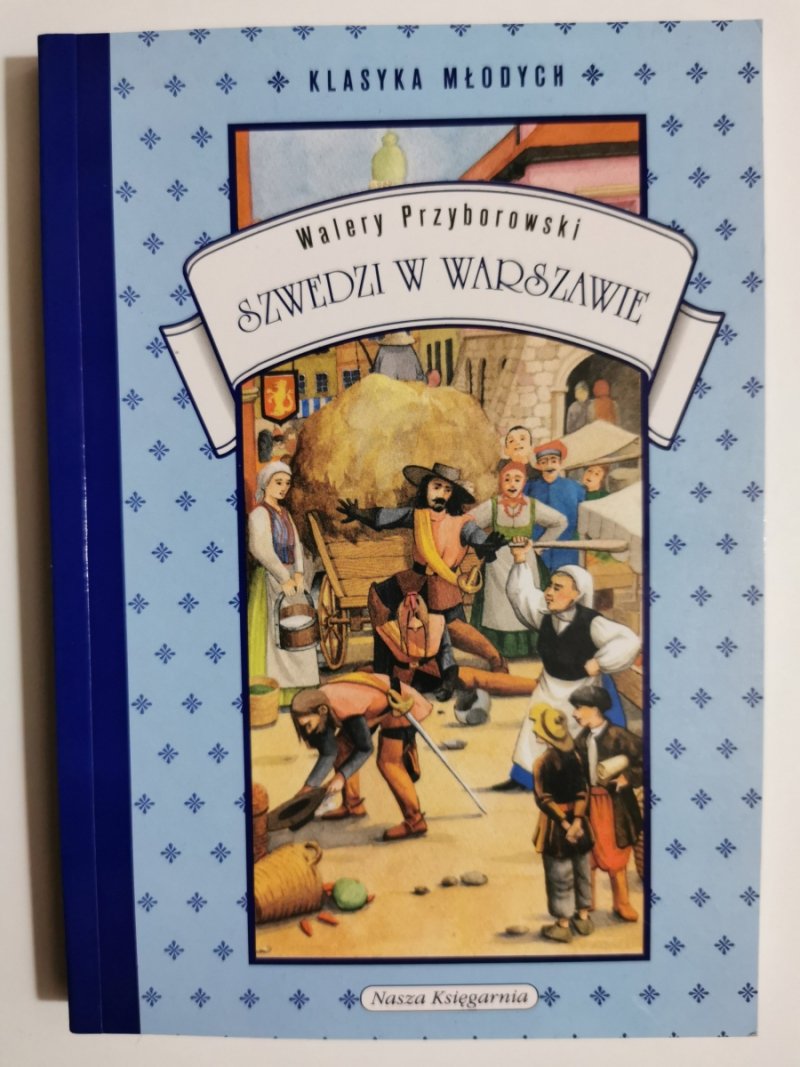 KLASYKA MŁODYCH
Walery Przyborowski
SZWEDZI W WARSZAWIE
Nasza Księgarnia